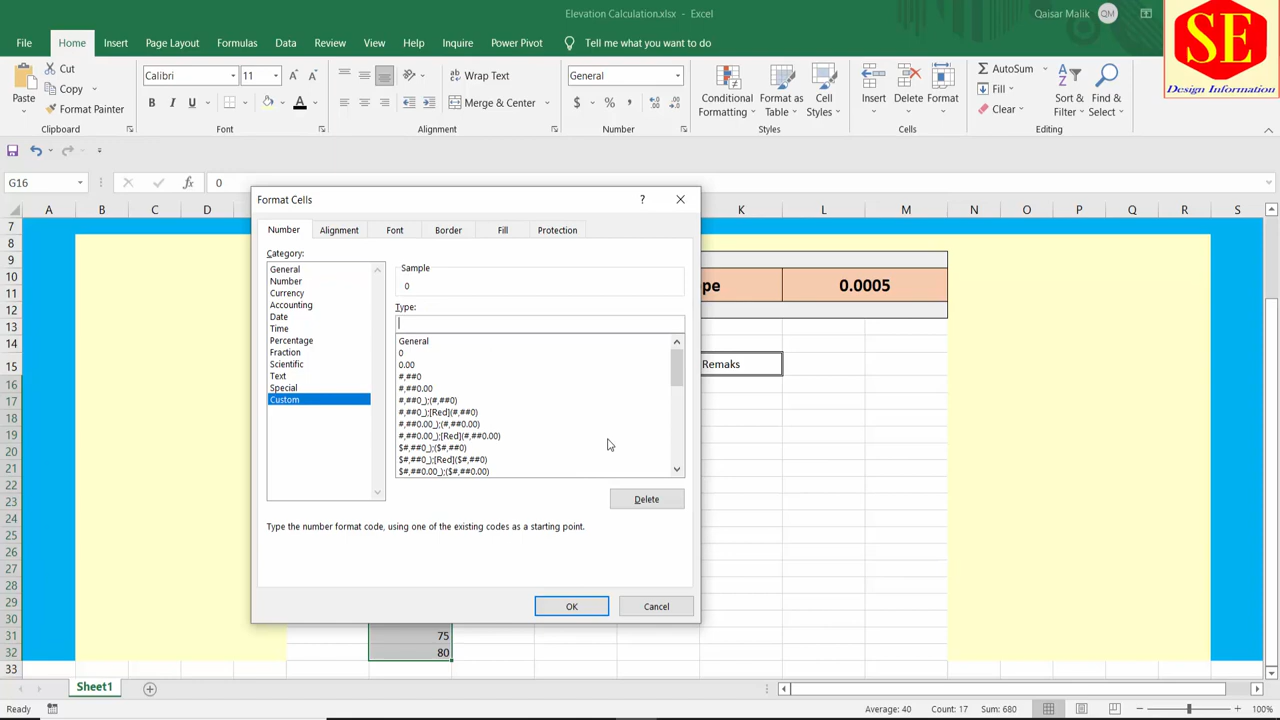 Elevation Calculation.xlsx - Excel
Qaisar Malik QM
SE
Design Information
File Home Insert Page Layout Formulas Data Review View Help Inquire Power Pivot Tell me what you want to do
Paste Cut Copy Format Painter
Clipboard
Calibri 11
B I U A
Font
Wrap Text
Merge & Center
Alignment
General
$ % ,
Number
Conditional Formatting Format as Table Cell Styles
Styles
Insert Delete Format
Cells
AutoSum
Fill
Clear
Sort & Filter Find & Select
Editing
G16 fx 0
A B C D K L M N O P Q R S
7
8
9
10
11
12
13
14
15
16
17
18
19
20
21
22
23
24
25
26
27
28
29
30
31
32
33
pe 0.0005
Remaks
75
80
Format Cells ?
Number Alignment Font Border Fill Protection
Category:
General
Number
Currency
Accounting
Date
Time
Percentage
Fraction
Scientific
Text
Special
Custom
Sample
0
Type:
General
0
0.00
#,##0
#,##0.00
#,##0_);(#,##0)
#,##0_);[Red](#,##0)
#,##0.00_);(#,##0.00)
#,##0.00_);[Red](#,##0.00)
$#,##0_);($#,##0)
$#,##0_);[Red]($#,##0)
$#,##0.00_);($#,##0.00)
Delete
Type the number format code, using one of the existing codes as a starting point.
OK Cancel
Sheet1
Ready
Average: 40 Count: 17 Sum: 680
100%